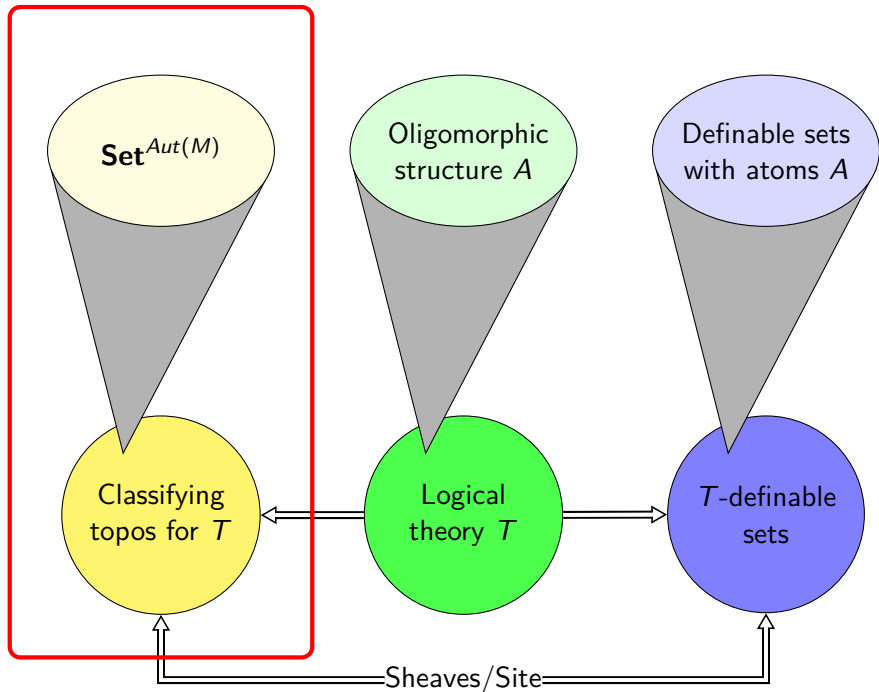 Set^{Aut(M)}
Oligomorphic
structure A
Definable sets
with atoms A
Classifying
topos for T
Logical
theory T
T-definable
sets
Sheaves/Site